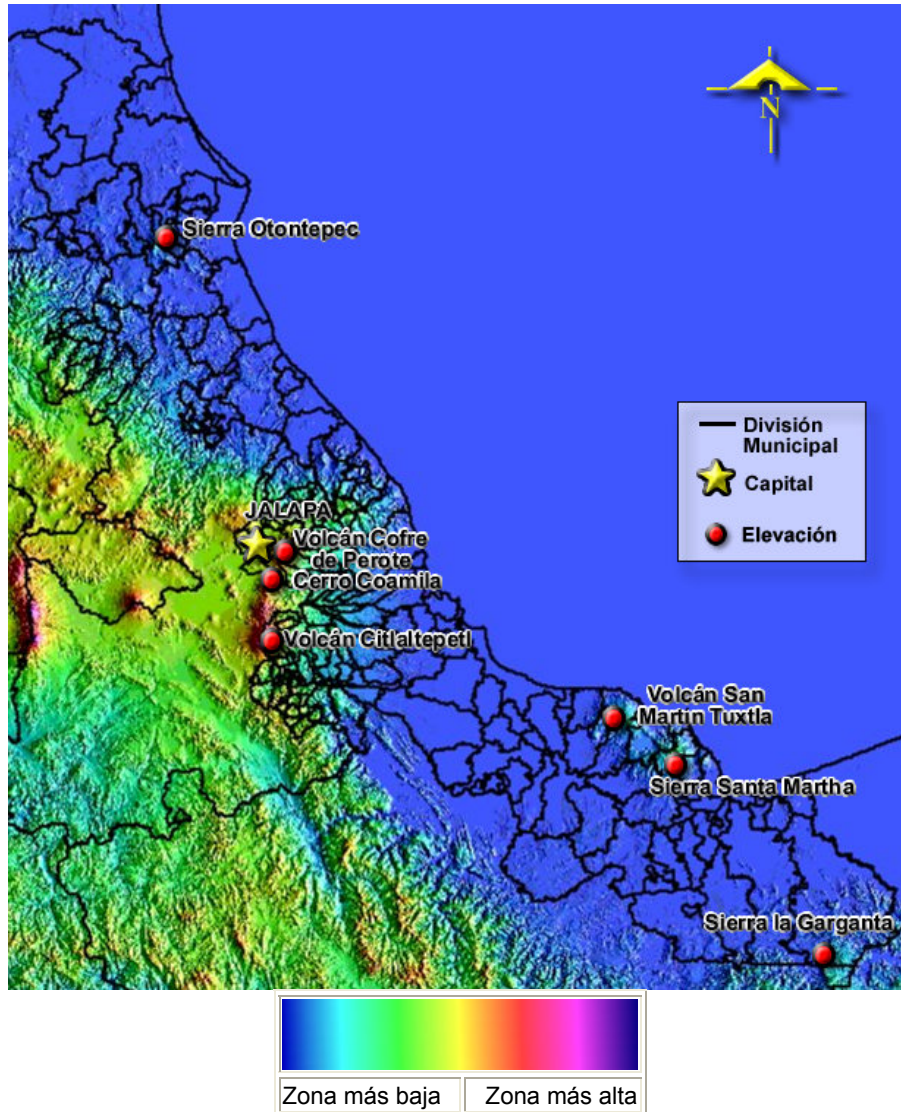 N
Sierra Otontepec
División
Municipal
Capital
Elevación
JALAPA
Volcán Cofre
de Perote
Cerro Coamila
Volcán Citlaltepetl
Volcán San
Martín Tuxtla
Sierra Santa Martha
Sierra la Garganta
Zona más baja Zona más alta